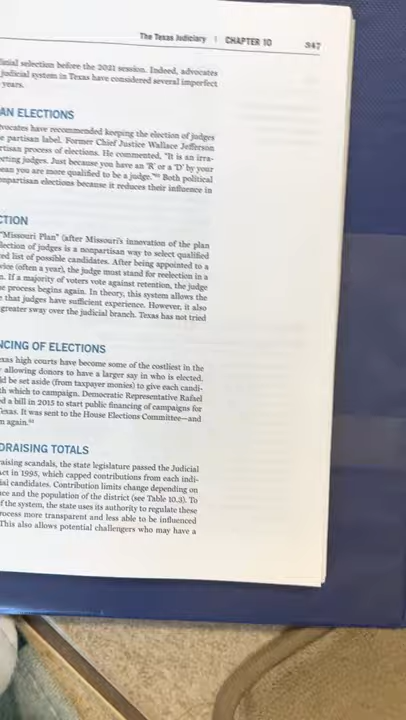 The Texas Judiciary | CHAPTER 10 347
icial selection before the 2021 session. Indeed, advocates
judicial system in Texas have considered several imperfect
years.
AN ELECTIONS
vocates have recommended keeping the election of judges
e partisan label. Former Chief Justice Wallace Jefferson
rtisan process of elections. He commented, "It is an irra-
ecting judges. Just because you have an 'R' or a 'D' by your
ean you are more qualified to be a judge." Both political
onpartisan elections because it reduces their influence in
CTION
"Missouri Plan" (after Missouri's innovation of the plan
lection of judges is a nonpartisan way to select qualified
ed list of possible candidates. After being appointed to a
vice (often a year), the judge must stand for reelection in a
n. If a majority of voters vote against retention, the judge
e process begins again. In theory, this system allows the
e that judges have sufficient experience. However, it also
greater sway over the judicial branch. Texas has not tried
NCING OF ELECTIONS
exas high courts have become some of the costliest in the
allowing donors to have a larger say in who is elected.
ld be set aside (from taxpayer monies) to give each candi-
th which to campaign. Democratic Representative Rafael
d a bill in 2015 to start public financing of campaigns for
Texas. It was sent to the House Elections Committee—and
n again.
DRAISING TOTALS
raising scandals, the state legislature passed the Judicial
Act in 1995, which capped contributions from each indi-
ial candidates. Contribution limits change depending on
ice and the population of the district (see Table 10.3). To
f the system, the state uses its authority to regulate these
rocess more transparent and less able to be influenced
This also allows potential challengers who may have a